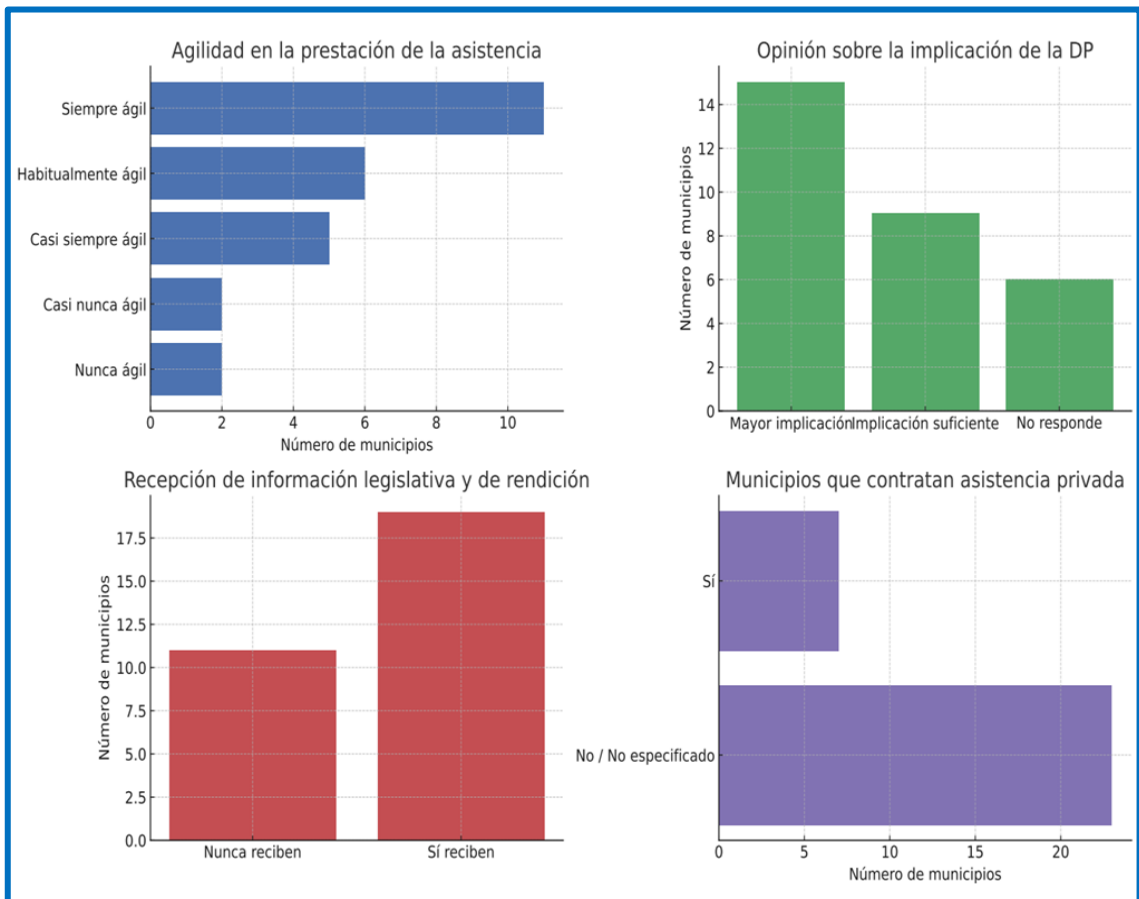 Agilidad en la prestación de la asistencia
Siempre ágil
Habitualmente ágil
Casi siempre ágil
Casi nunca ágil
Nunca ágil
0 2 4 6 8 10
Número de municipios
Opinión sobre la implicación de la DP
Número de municipios
14
12
10
8
6
4
2
0
Mayor implicación Implicación suficiente No responde
Recepción de información legislativa y de rendición
Número de municipios
17.5
15.0
12.5
10.0
7.5
5.0
2.5
0.0
Nunca reciben Sí reciben
Municipios que contratan asistencia privada
Sí
No / No especificado
0 5 10 15 20
Número de municipios